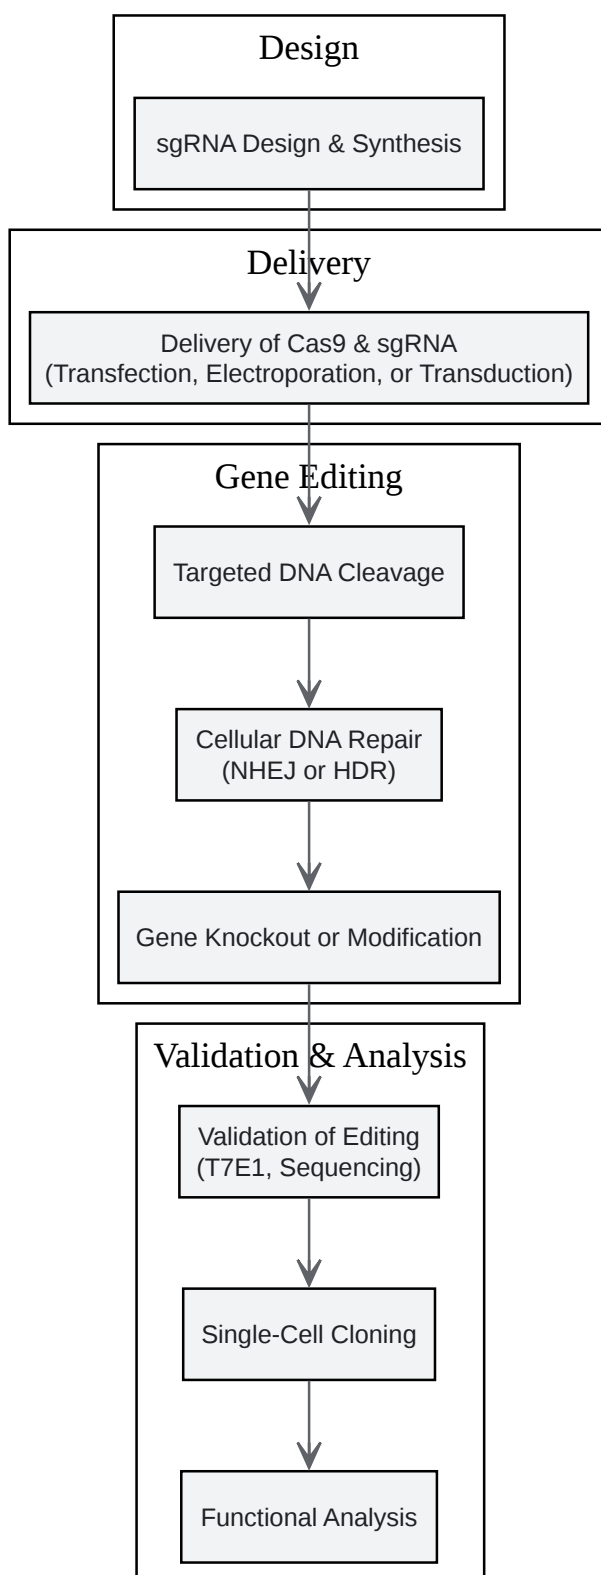 Design
sgRNA Design & Synthesis
Delivery
Delivery of Cas9 & sgRNA
(Transfection, Electroporation, or Transduction)
Gene Editing
Targeted DNA Cleavage
Cellular DNA Repair
(NHEJ or HDR)
Gene Knockout or Modification
Validation & Analysis
Validation of Editing
(T7E1, Sequencing)
Single-Cell Cloning
Functional Analysis